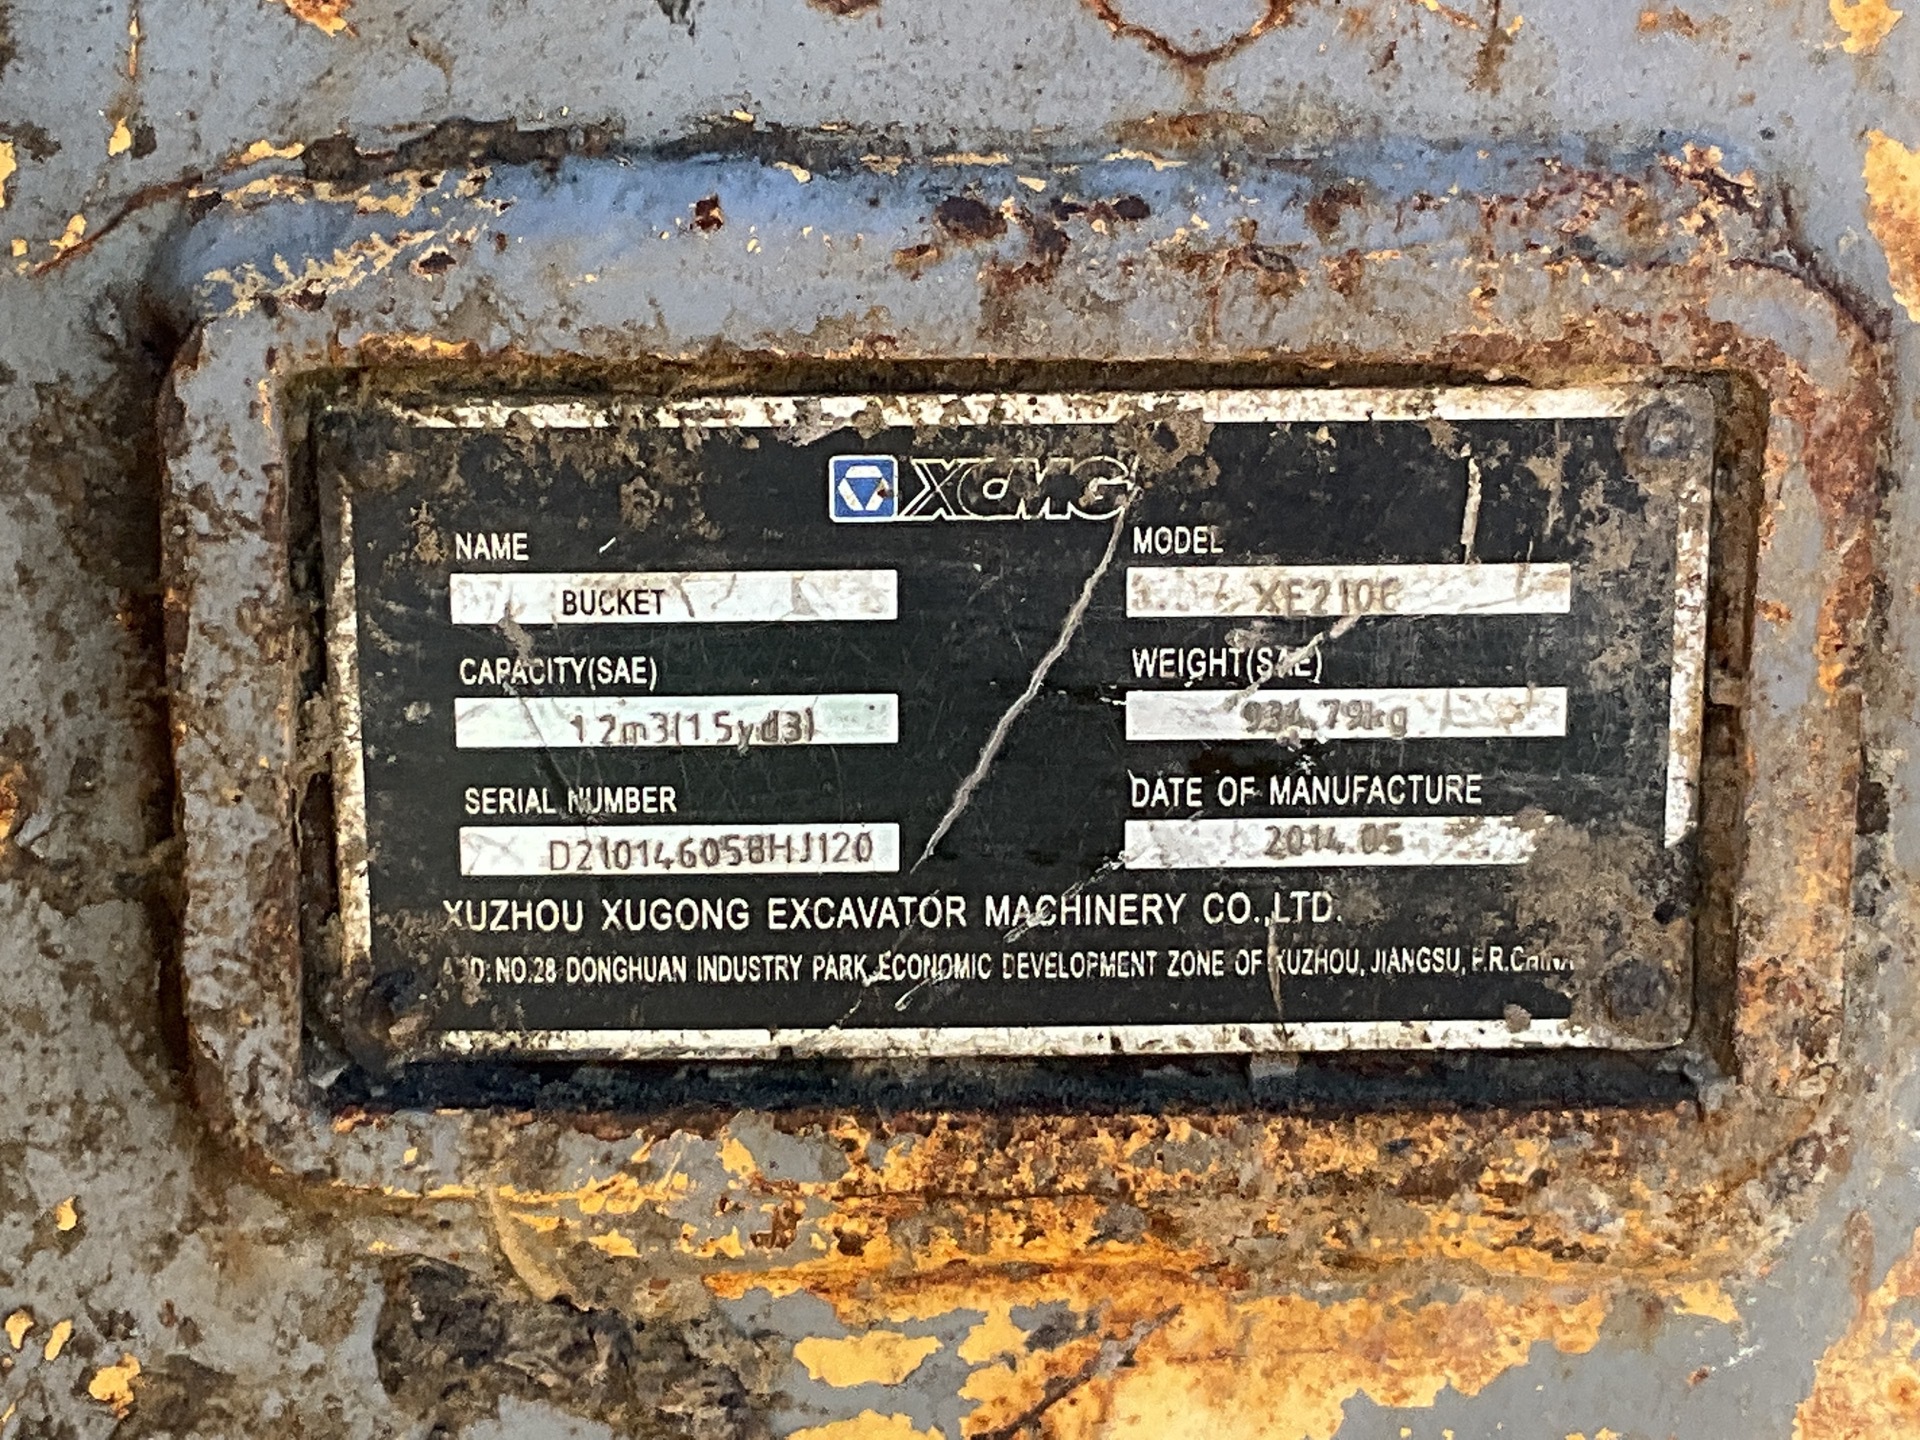 XCMG
NAME
BUCKET
MODEL
XE210C
CAPACITY(SAE)
1.2m3(1.5yd3)
WEIGHT(SAE)
934.79kg
SERIAL NUMBER
D210146058HJ120
DATE OF MANUFACTURE
2014.05
XUZHOU XUGONG EXCAVATOR MACHINERY CO.,LTD.
ADD: NO.28 DONGHUAN INDUSTRY PARK,ECONOMIC DEVELOPMENT ZONE OF XUZHOU, JIANGSU, P.R.China